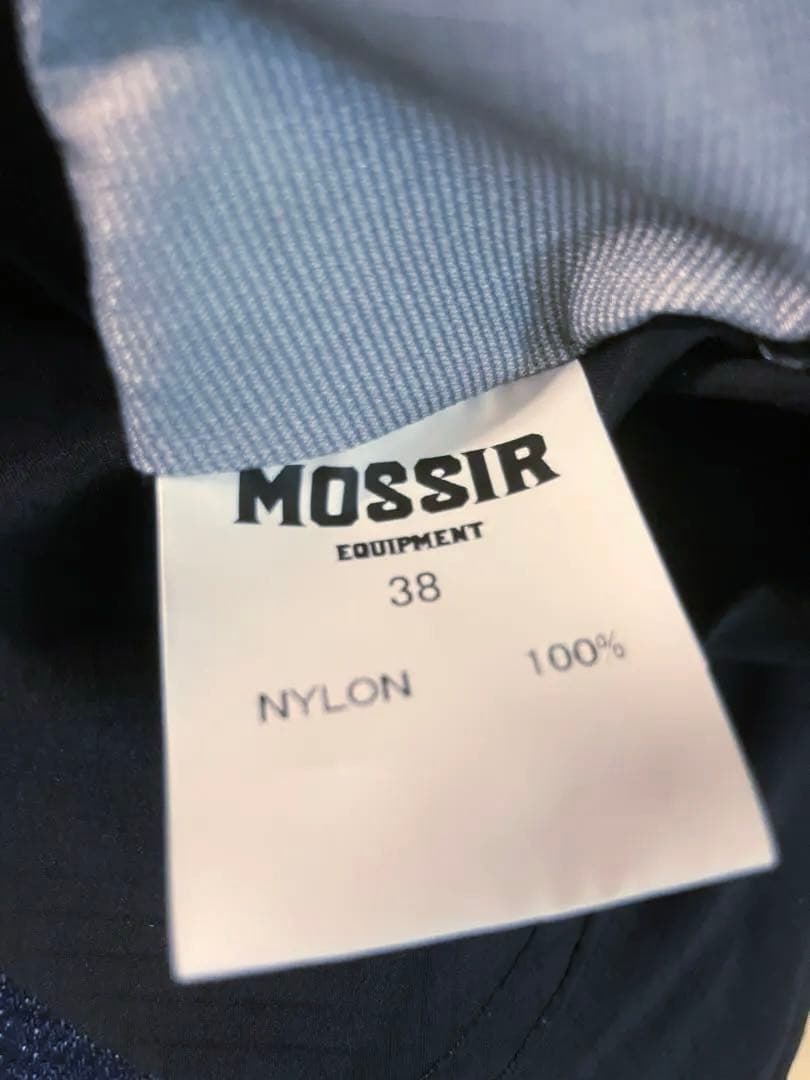 MOSSIR
EQUIPMENT
38
NYLON 100%